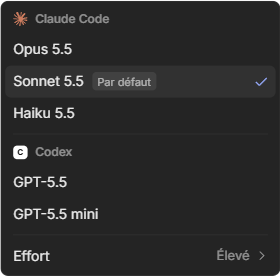 Claude Code
Opus 5.5
Sonnet 5.5 Par défaut
Haiku 5.5
C Codex
GPT-5.5
GPT-5.5 mini
Effort Élevé